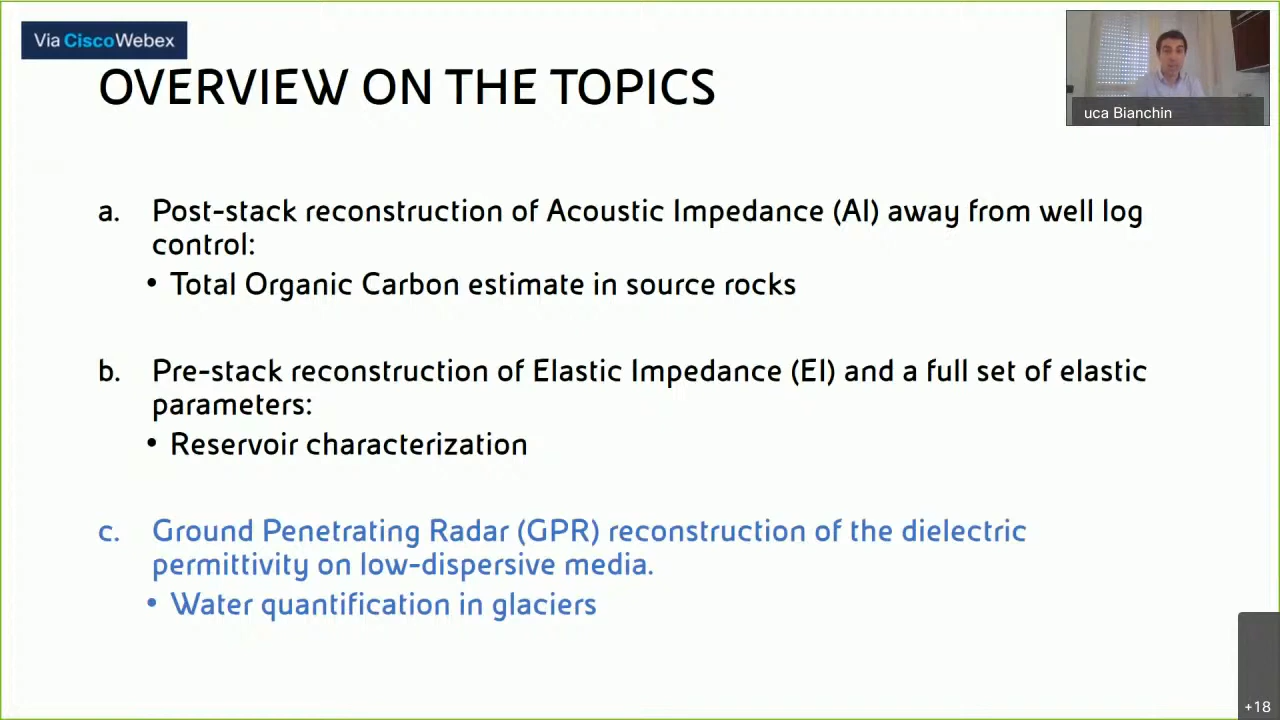 Via CiscoWebex
OVERVIEW ON THE TOPICS
uca Bianchin
a. Post-stack reconstruction of Acoustic Impedance (AI) away from well log
control:
• Total Organic Carbon estimate in source rocks
b. Pre-stack reconstruction of Elastic Impedance (EI) and a full set of elastic
parameters:
• Reservoir characterization
c. Ground Penetrating Radar (GPR) reconstruction of the dielectric
permittivity on low-dispersive media.
• Water quantification in glaciers
+18